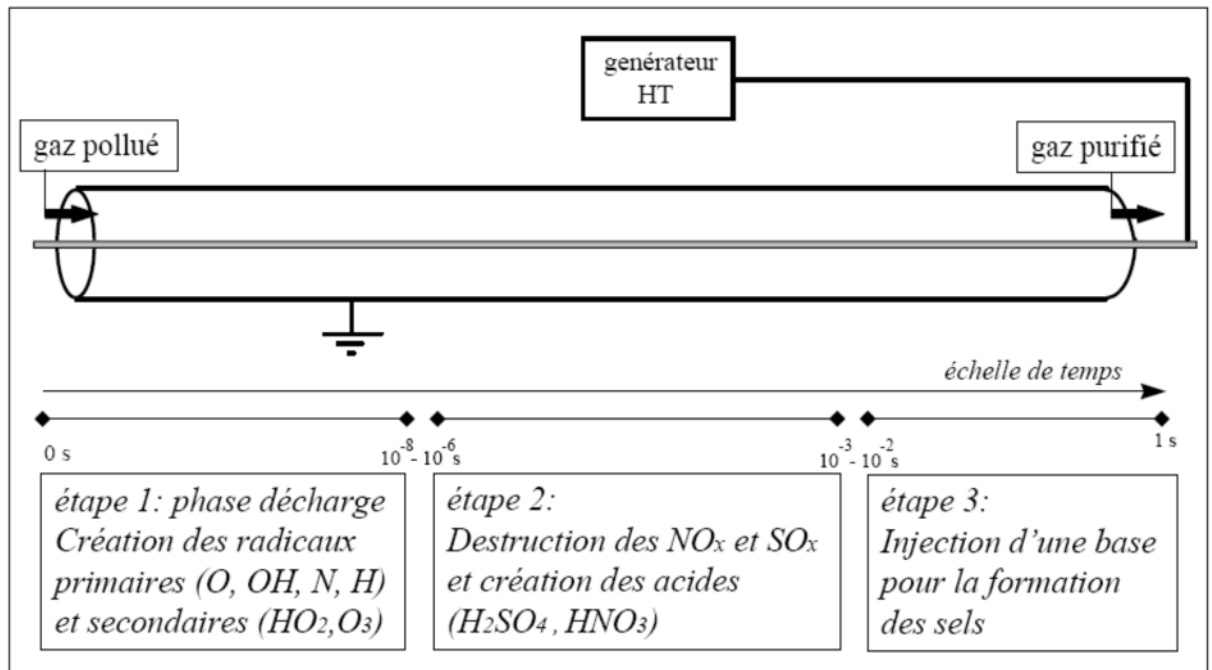 genérateur
HT
gaz pollué
gaz purifié
échelle de temps
0 s
10⁻⁸ - 10⁻⁶ s
10⁻³ - 10⁻² s
1 s
étape 1: phase décharge
Création des radicaux
primaires (O, OH, N, H)
et secondaires (HO₂,O₃)
étape 2:
Destruction des NOₓ et SOₓ
et création des acides
(H₂SO₄ , HNO₃)
étape 3:
Injection d’une base
pour la formation
des sels